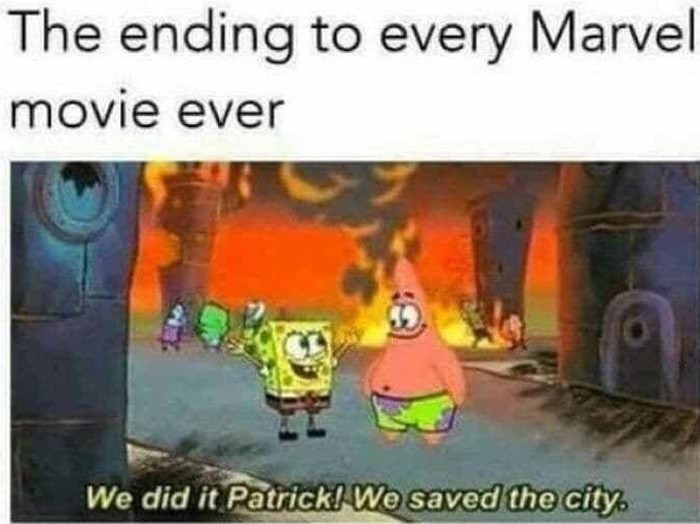 The ending to every Marvel
movie ever
We did it Patrick! We saved the city.